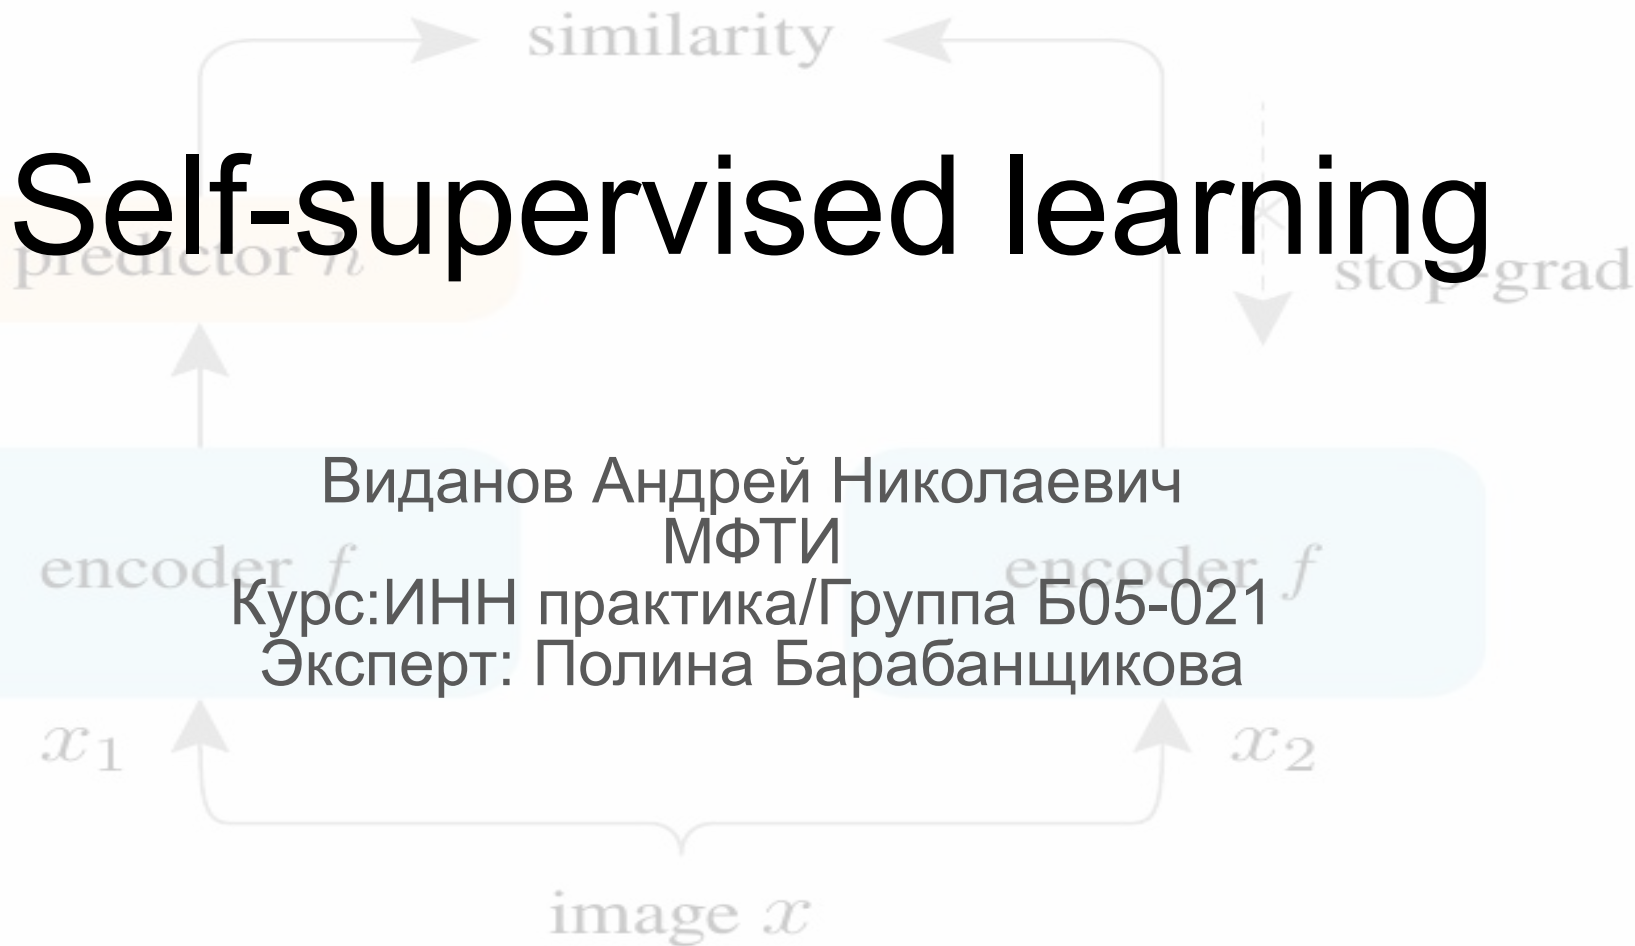 similarity
Self-supervised learning
predictor h
stop-grad
Виданов Андрей Николаевич
МФТИ
encoder f
encoder f
Курс:ИНН практика/Группа Б05-021
Эксперт: Полина Барабанщикова
x1
x2
image x